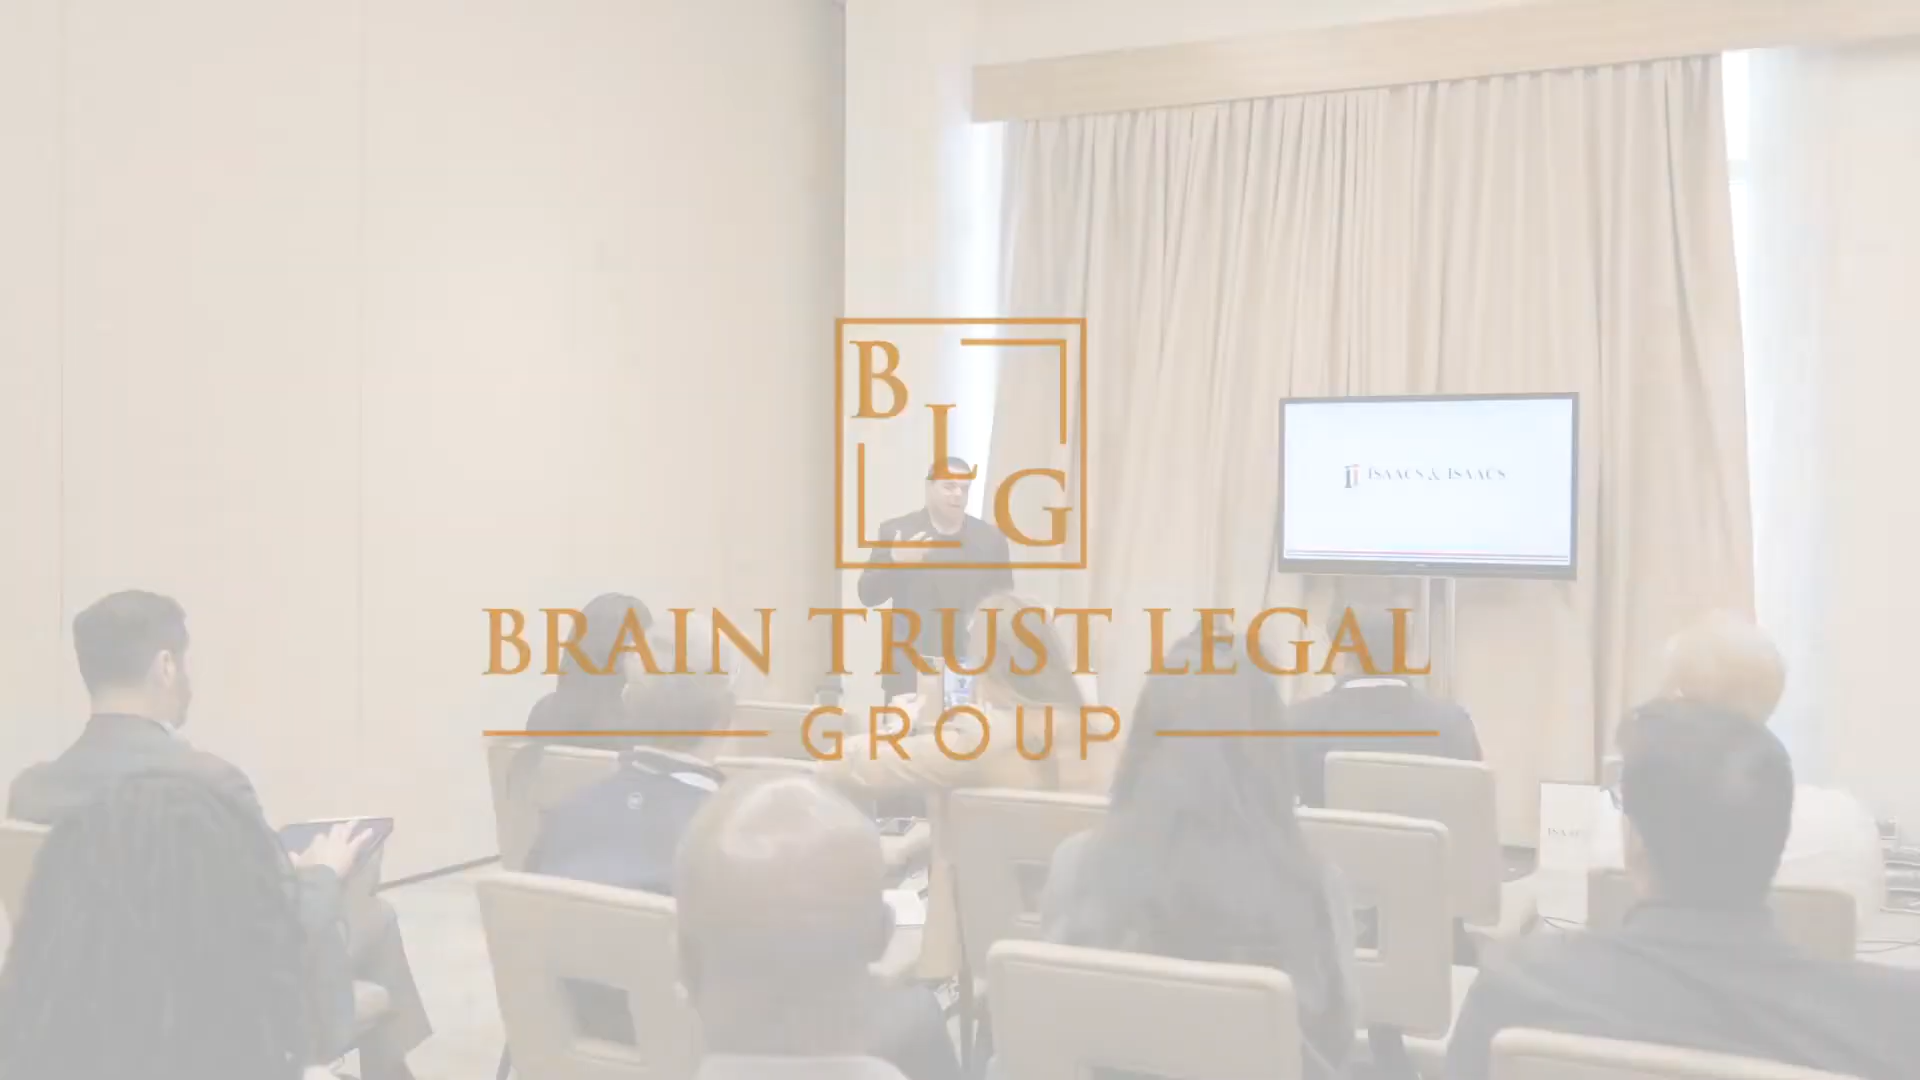 B
L
G
ISAACS & ISAACS
BRAIN TRUST LEGAL
GROUP